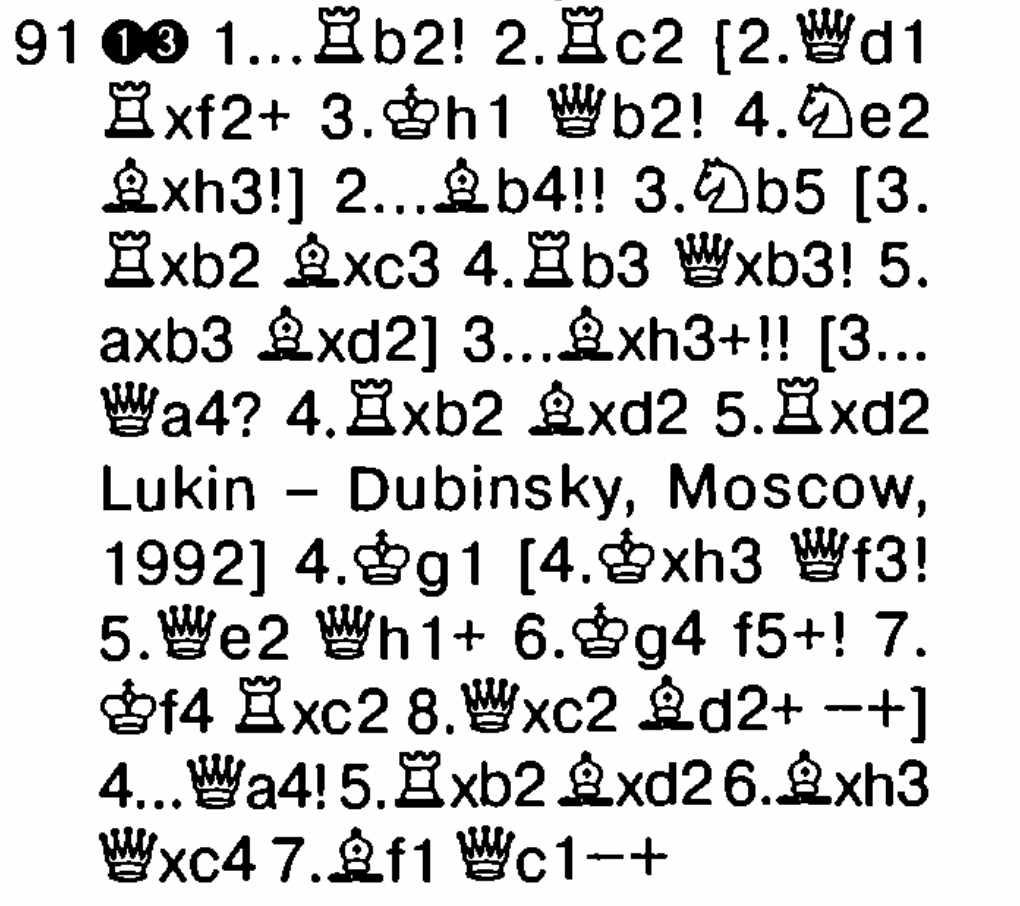 91 ❶❸ 1...♖b2! 2.♖c2 [2.♕d1
♖xf2+ 3.♔h1 ♕b2! 4.♘e2
♗xh3!] 2...♗b4!! 3.♘b5 [3.
♖xb2 ♗xc3 4.♖b3 ♕xb3! 5.
axb3 ♗xd2] 3...♗xh3+!! [3...
♕a4? 4.♖xb2 ♗xd2 5.♖xd2
Lukin – Dubinsky, Moscow,
1992] 4.♔g1 [4.♔xh3 ♕f3!
5.♕e2 ♕h1+ 6.♔g4 f5+! 7.
♔f4 ♖xc2 8.♕xc2 ♗d2+ −+]
4...♕a4! 5.♖xb2 ♗xd2 6.♗xh3
♕xc4 7.♗f1 ♕c1−+